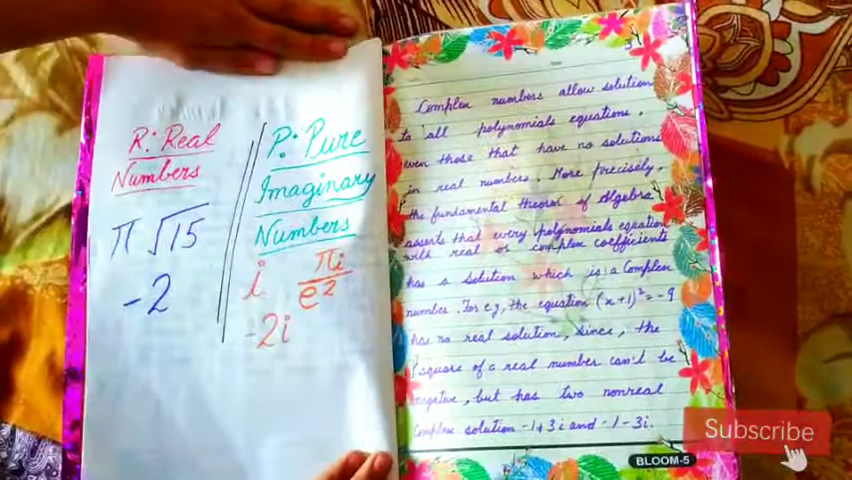 R: Real
Numbers
π √15
-2
P: Pure
Imaginary
Numbers
i πi/e²
-2i
Complex numbers allow solution
to all polynomials equations,
even those that have no solutions
in real numbers. More precisely,
the fundamental theorem of Algebra
asserts that every polynomials equation
with real or complex coefficients
has a solution which is a Complex
number. For e.g, the equation (x+1)² = -9
has no real solution, since, the
square of a real number can't be
negative, but has two nonreal
complex solution -1+3i and -1-3i.
BLOOM-5
Subscribe